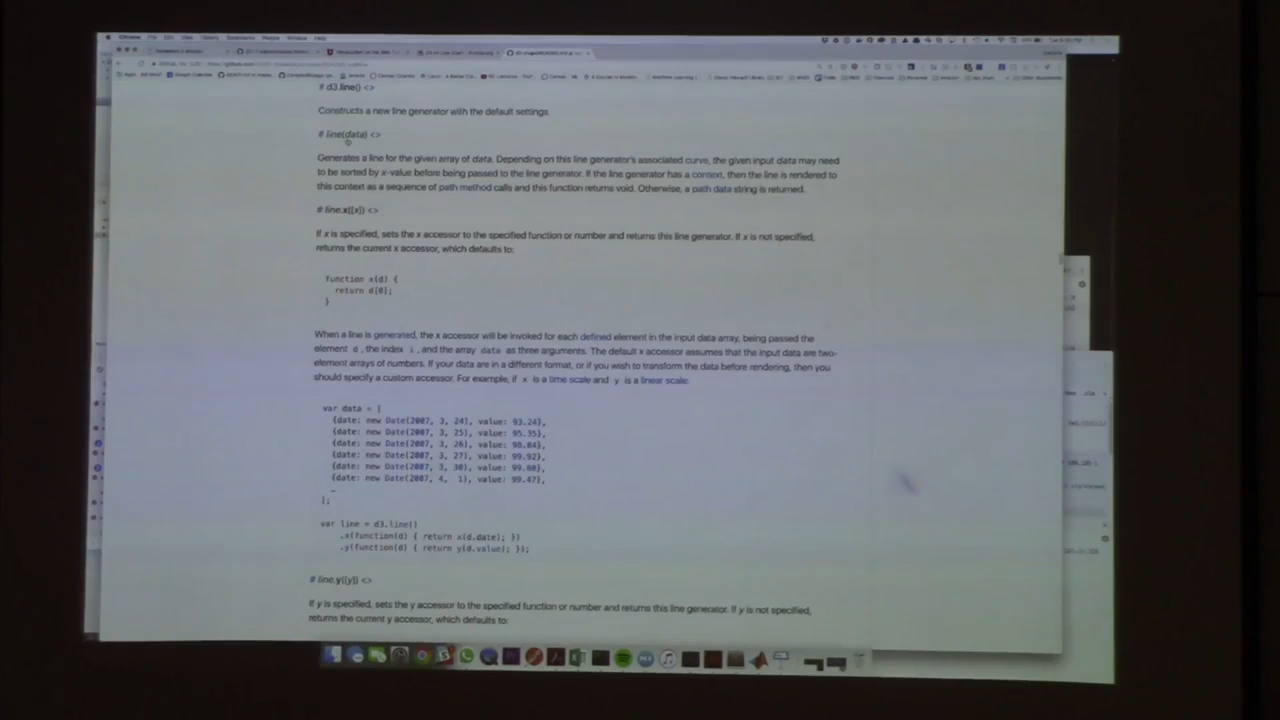 Chrome File Edit View History Bookmarks People Window Help
# d3.line() <>
Constructs a new line generator with the default settings.
# line(data) <>
Generates a line for the given array of data. Depending on this line generator's associated curve, the given input data may need
to be sorted by x-value before being passed to the line generator. If the line generator has a context, then the line is rendered to
this context as a sequence of path method calls and this function returns void. Otherwise, a path data string is returned.
# line.x([x]) <>
If x is specified, sets the x accessor to the specified function or number and returns this line generator. If x is not specified,
returns the current x accessor, which defaults to:
function x(d) {
return d[0];
}
When a line is generated, the x accessor will be invoked for each defined element in the input data array, being passed the
element d , the index i , and the array data as three arguments. The default x accessor assumes that the input data are two-
element arrays of numbers. If your data are in a different format, or if you wish to transform the data before rendering, then you
should specify a custom accessor. For example, if x is a time scale and y is a linear scale:
var data = [
{date: new Date(2007, 3, 24), value: 93.24},
{date: new Date(2007, 3, 25), value: 95.35},
{date: new Date(2007, 3, 26), value: 98.84},
{date: new Date(2007, 3, 27), value: 99.92},
{date: new Date(2007, 3, 30), value: 99.80},
{date: new Date(2007, 4, 1), value: 99.47},
…
];
var line = d3.line()
.x(function(d) { return x(d.date); })
.y(function(d) { return y(d.value); });
# line.y([y]) <>
If y is specified, sets the y accessor to the specified function or number and returns this line generator. If y is not specified,
returns the current y accessor, which defaults to: